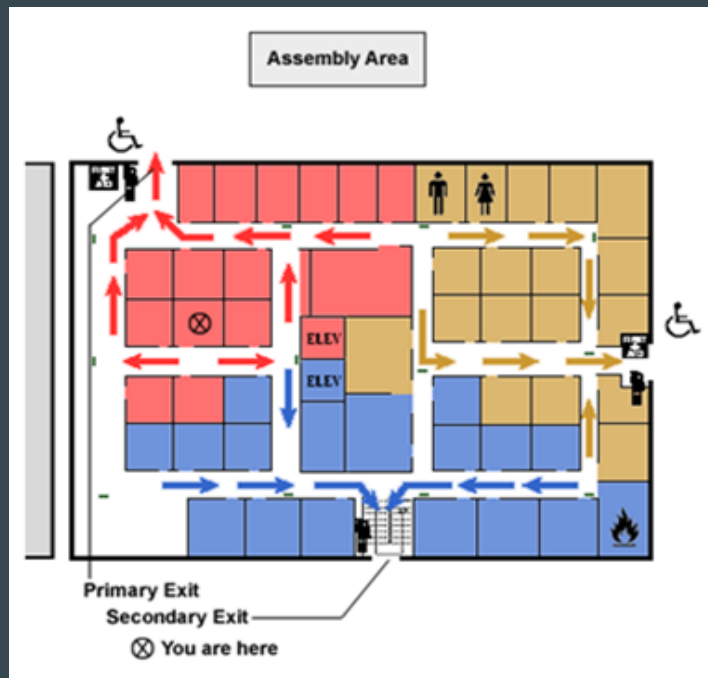 Assembly Area
ELEV
ELEV
Primary Exit
Secondary Exit
You are here